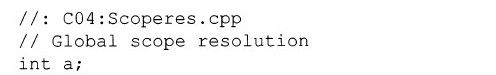 //: C04:Scoperes.cpp
// Global scope resolution
int a;